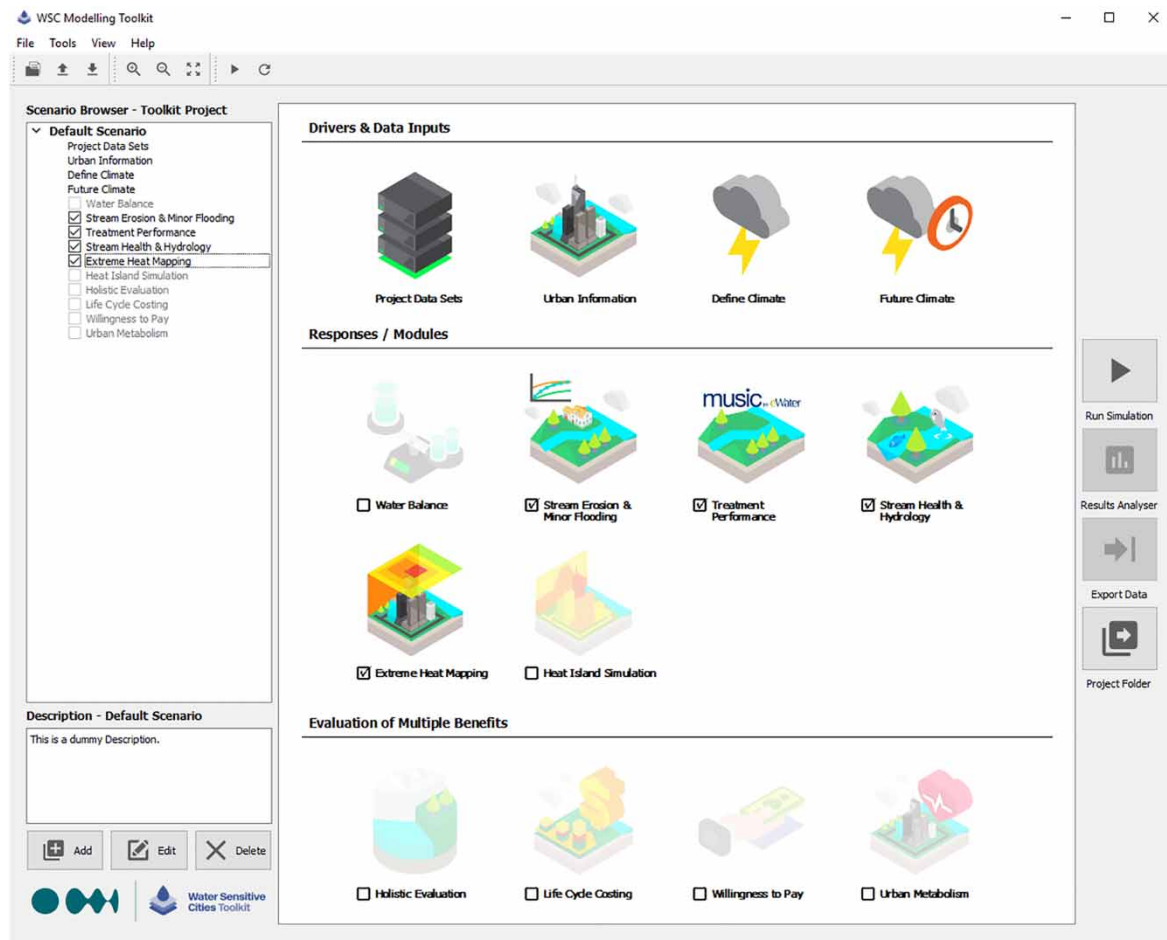 WSC Modelling Toolkit
File Tools View Help
Scenario Browser - Toolkit Project
Default Scenario
Project Data Sets
Urban Information
Define Climate
Future Climate
Water Balance
Stream Erosion & Minor Flooding
Treatment Performance
Stream Health & Hydrology
Extreme Heat Mapping
Heat Island Simulation
Holistic Evaluation
Life Cycle Costing
Willingness to Pay
Urban Metabolism
Description - Default Scenario
This is a dummy Description.
Add Edit Delete
Water Sensitive
Cities Toolkit
Drivers & Data Inputs
Project Data Sets Urban Information Define Climate Future Climate
Responses / Modules
music by eWater
Water Balance Stream Erosion & Treatment Stream Health &
Minor Flooding Performance Hydrology
Extreme Heat Mapping Heat Island Simulation
Evaluation of Multiple Benefits
Holistic Evaluation Life Cycle Costing Willingness to Pay Urban Metabolism
Run Simulation
Results Analyser
Export Data
Project Folder